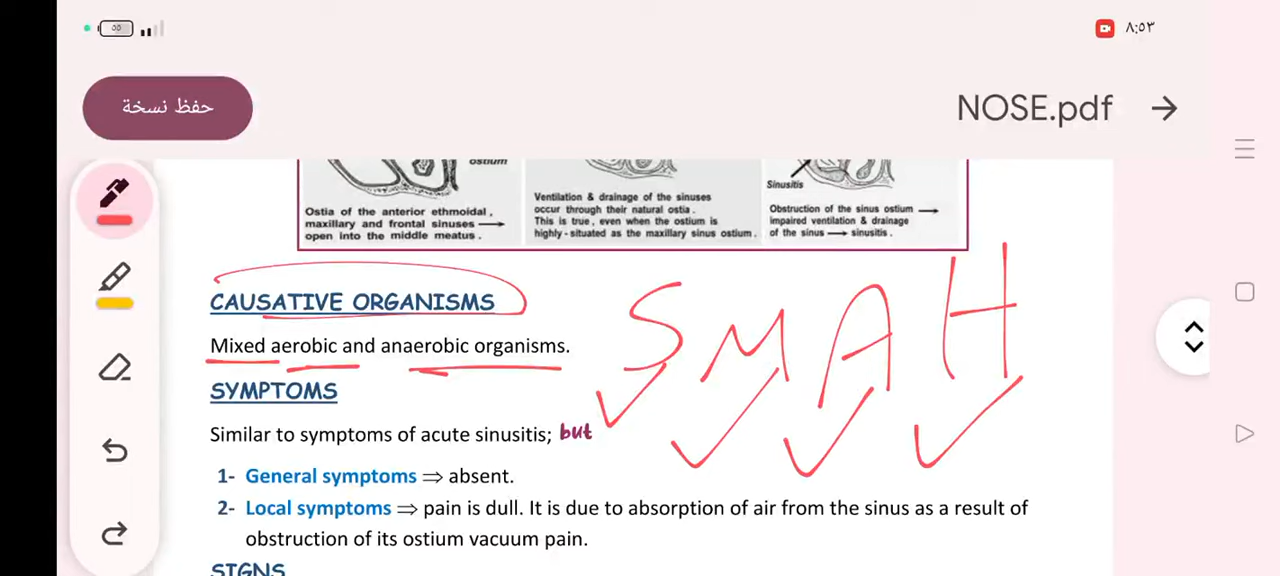 ٥٥
٨:٥٣
حفظ نسخة
NOSE.pdf
ostium
Ostia of the anterior ethmoidal,
maxillary and frontal sinuses →
open into the middle meatus.
Ventilation & drainage of the sinuses
occur through their natural ostia.
This is true, even when the ostium is
highly-situated as the maxillary sinus ostium.
Sinusitis
Obstruction of the sinus ostium →
impaired ventilation & drainage
of the sinus → sinusitis.
CAUSATIVE ORGANISMS
Mixed aerobic and anaerobic organisms.
S M A H
SYMPTOMS
Similar to symptoms of acute sinusitis; but
1- General symptoms ⇒ absent.
2- Local symptoms ⇒ pain is dull. It is due to absorption of air from the sinus as a result of
obstruction of its ostium vacuum pain.
SIGNS